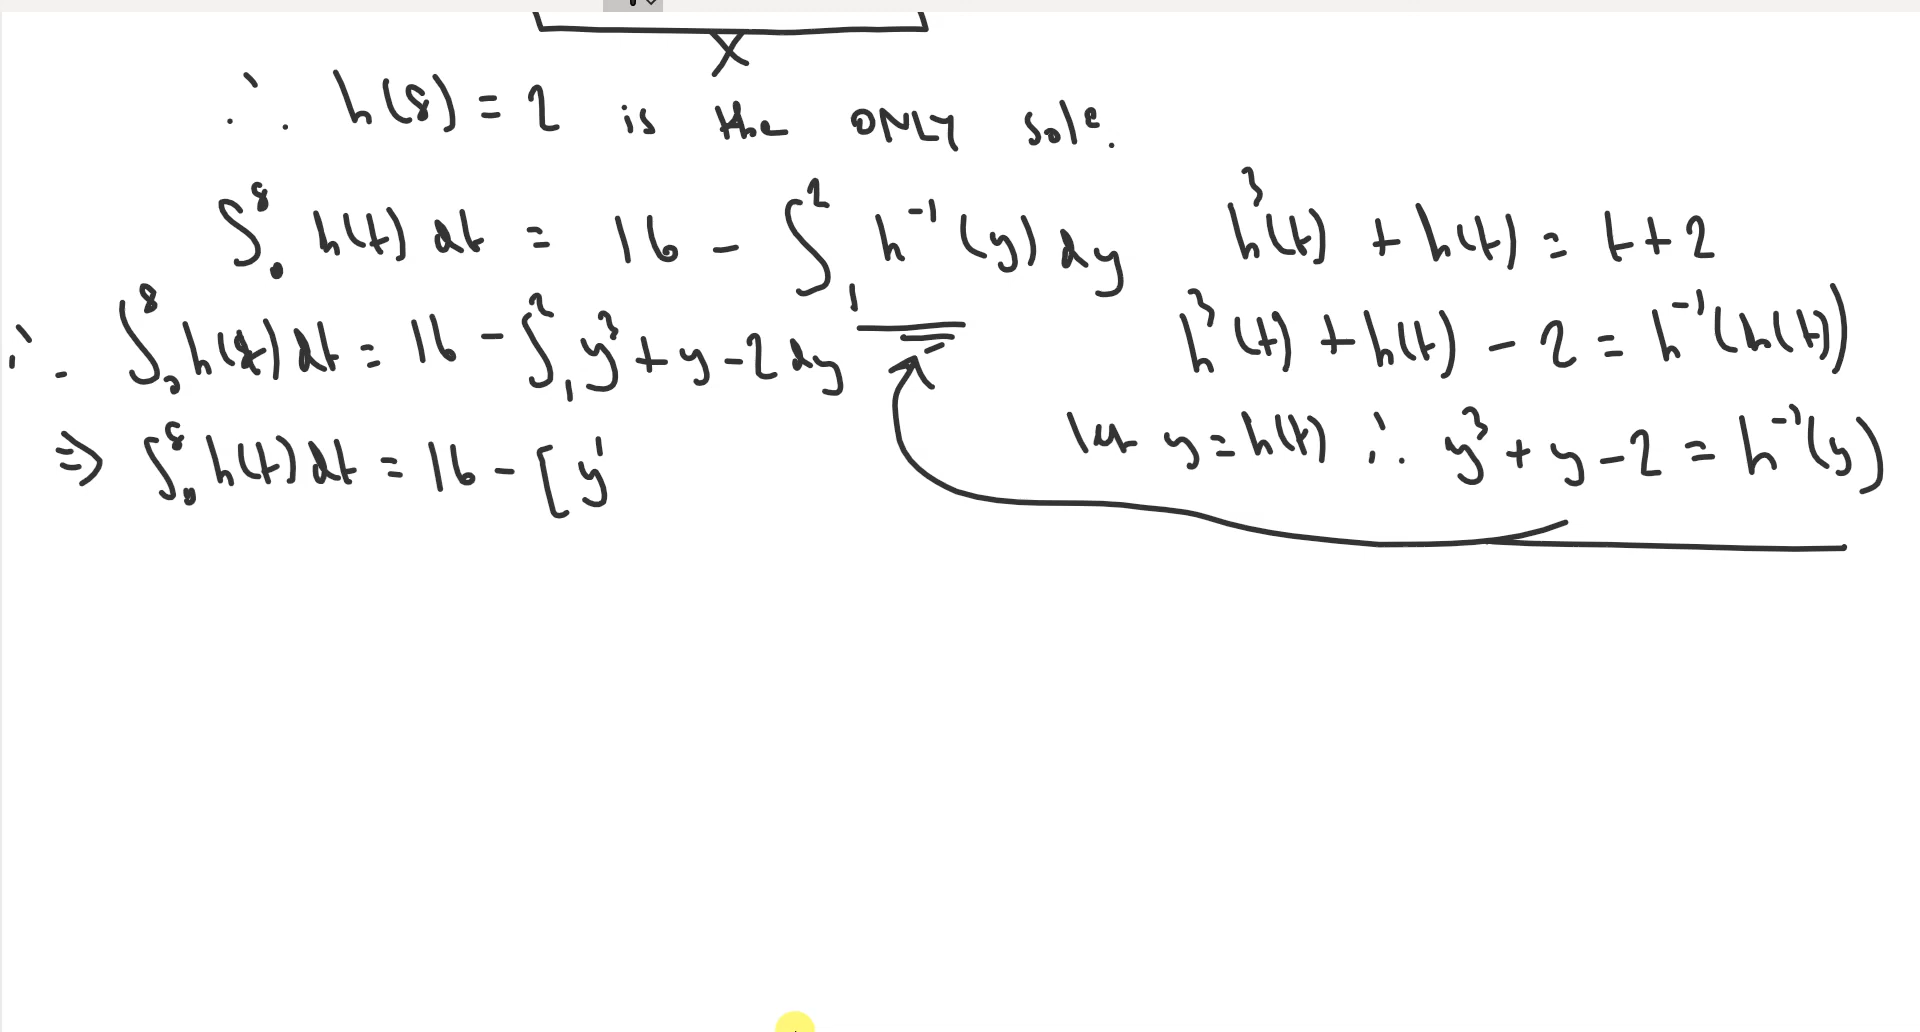 ∴ h(8) = 2 is the ONLY solⁿ.
∫₀⁸ h(t) dt = 16 - ∫₁² h⁻¹(y) dy
h³(t) + h(t) = t + 2
∴ ∫₀⁸ h(t) dt = 16 - ∫₁² y³ + y - 2 dy
h³(t) + h(t) - 2 = h⁻¹(h(t))
let y = h(t) ∴ y³ + y - 2 = h⁻¹(y)
⇒ ∫₀⁸ h(t) dt = 16 - [y